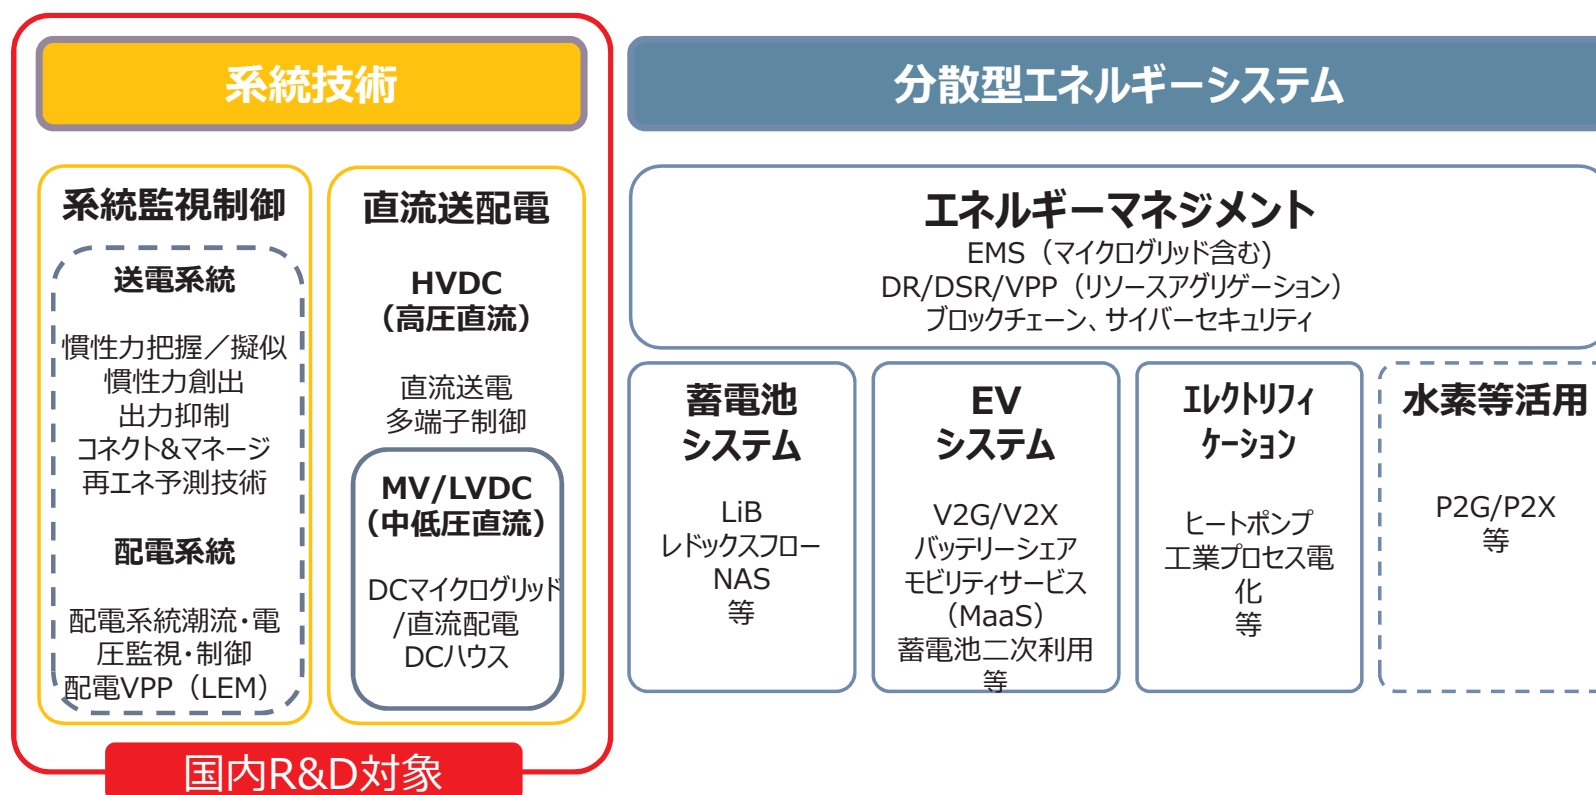 系統技術
系統監視制御
送電系統
慣性力把握／擬似
慣性力創出
出力抑制
コネクト&マネージ
再エネ予測技術
配電系統
配電系統潮流・電
圧監視・制御
配電VPP（LEM）
直流送配電
HVDC
（高圧直流）
直流送電
多端子制御
MV/LVDC
（中低圧直流）
DCマイクログリッド
/直流配電
DCハウス
国内R&D対象
分散型エネルギーシステム
エネルギーマネジメント
EMS（マイクログリッド含む)
DR/DSR/VPP（リソースアグリゲーション）
ブロックチェーン、サイバーセキュリティ
蓄電池
システム
LiB
レドックスフロー
NAS
等
EV
システム
V2G/V2X
バッテリーシェア
モビリティサービス
（MaaS）
蓄電池二次利用
等
ｴﾚｸﾄﾘﾌｨ
ｹｰｼｮﾝ
ヒートポンプ
工業プロセス電
化
等
水素等活用
P2G/P2X
等